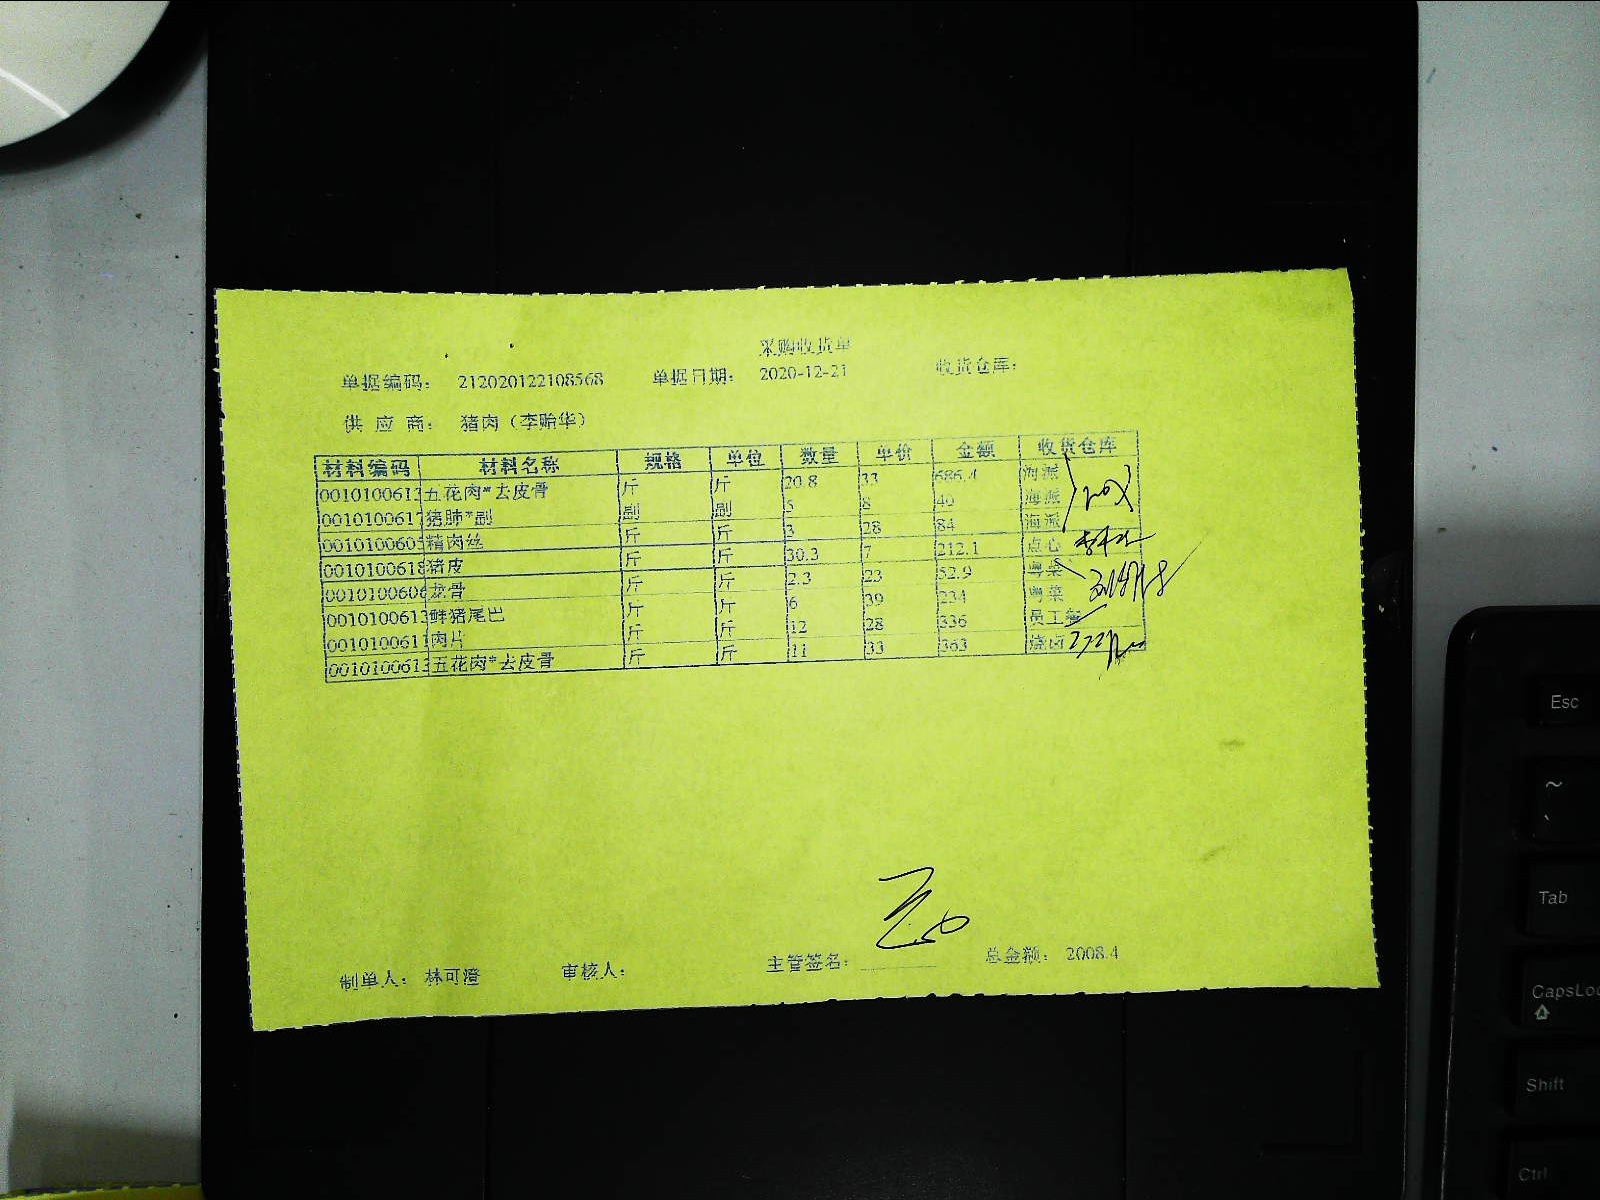 采购收货单
单据编码： 212020122108568 单据日期： 2020-12-21 收货仓库：
供 应 商： 猪肉（李贻华）
材料编码 材料名称 规格 单位 数量 单价 金额 收货仓库
0010100613 五花肉*去皮骨 斤 斤 20.8 33 686.4 海派
0010100617 猪肺*副 副 副 5 8 40 海派
0010100605 精肉丝 斤 斤 3 28 84 海派
0010100618 猪皮 斤 斤 30.3 7 212.1 点心
0010100606 龙骨 斤 斤 2.3 23 52.9 粤菜
0010100613 鲜猪尾巴 斤 斤 6 39 234 粤菜
0010100611 肉片 斤 斤 12 28 336 员工餐
0010100613 五花肉*去皮骨 斤 斤 11 33 363 烧卤
制单人： 林可澄 审核人： 主管签名： 总金额： 2008.4
Esc
~
Tab
CapsLoc
Shift
Ctrl